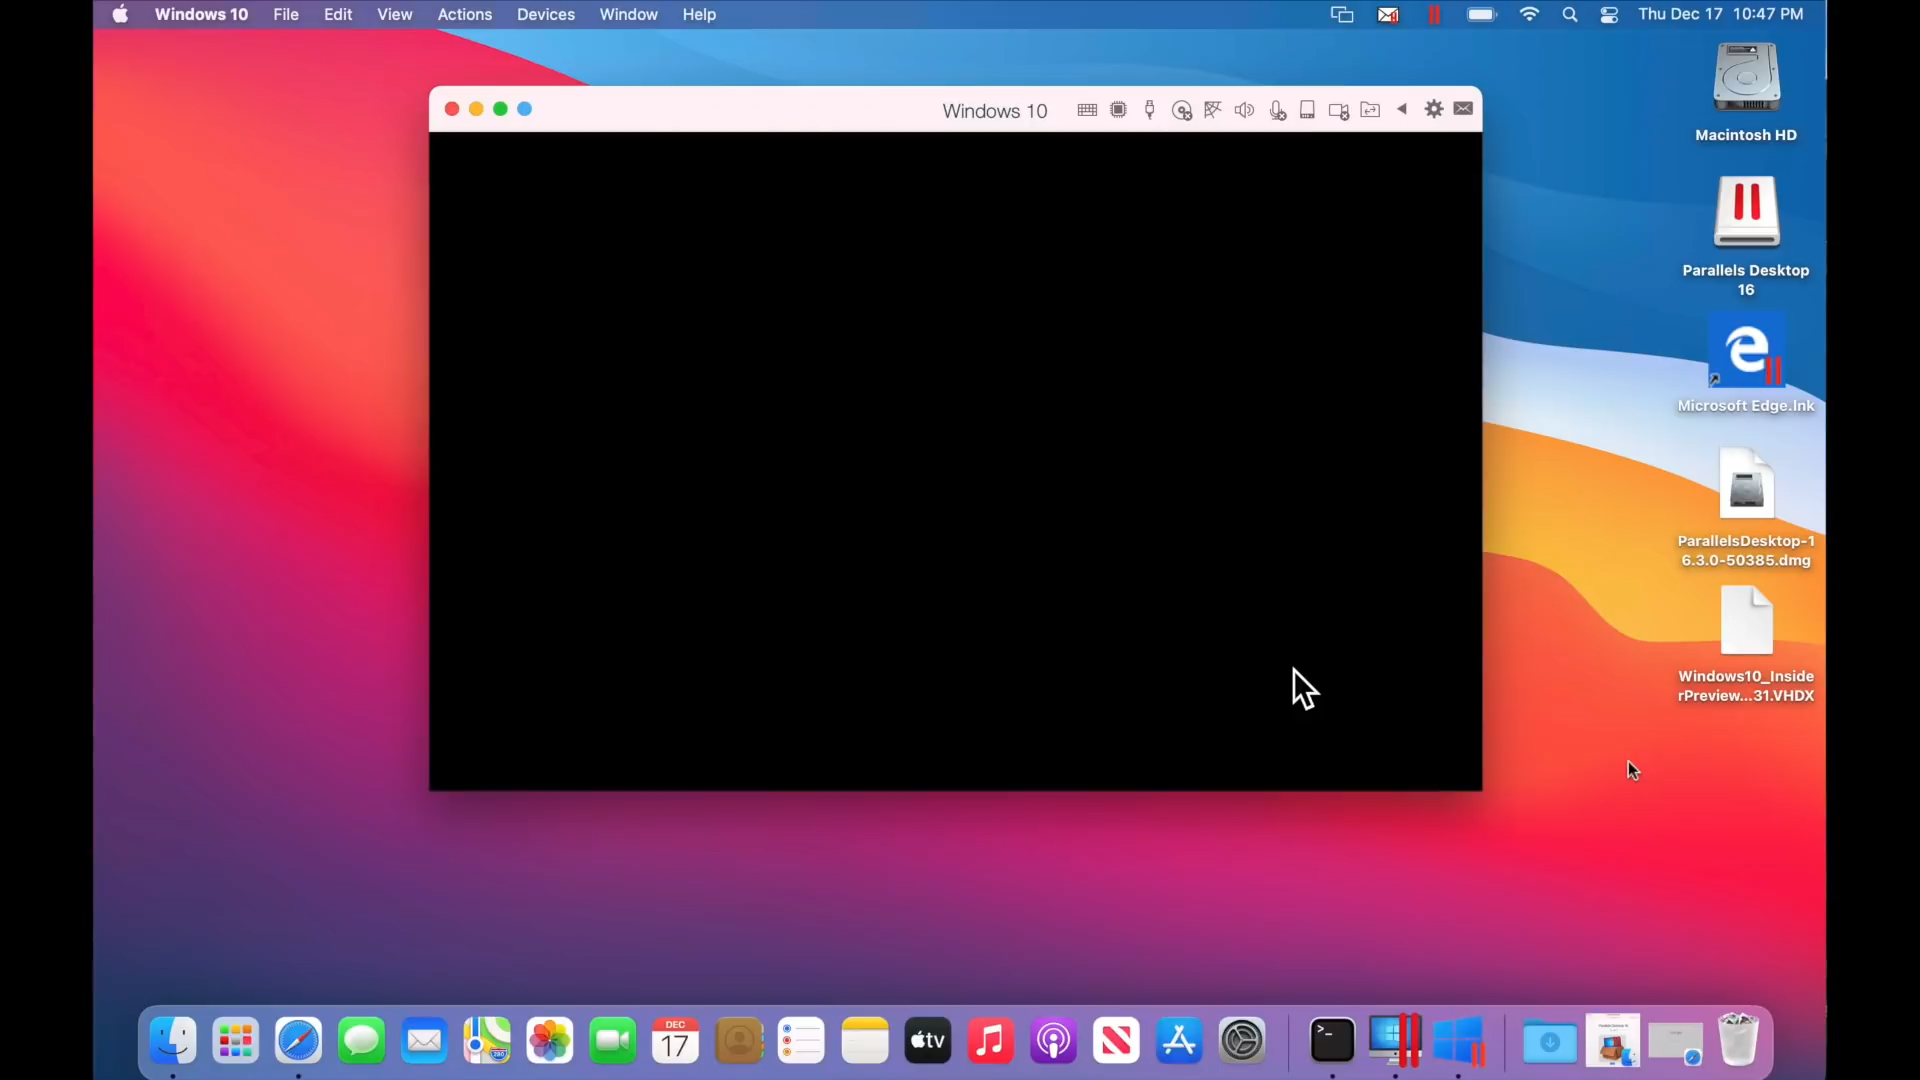 Windows 10 File Edit View Actions Devices Window Help Thu Dec 17 10:47 PM
Windows 10
Macintosh HD
Parallels Desktop
16
Microsoft Edge.lnk
ParallelsDesktop-1
6.3.0-50385.dmg
Windows10_Inside
rPreview...31.VHDX
DEC
17
280
tv
>_